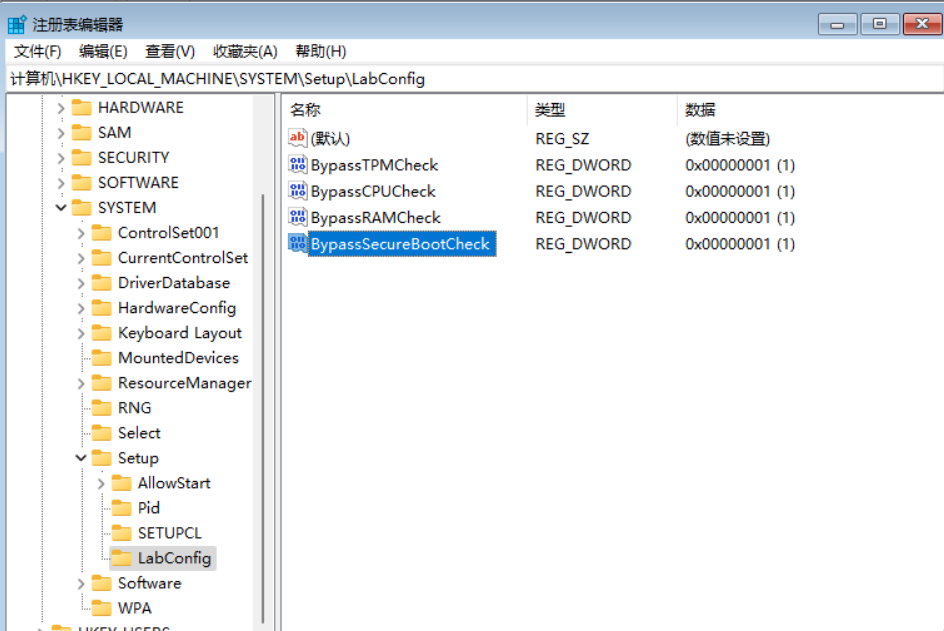 注册表编辑器
文件(F) 编辑(E) 查看(V) 收藏夹(A) 帮助(H)
计算机\HKEY_LOCAL_MACHINE\SYSTEM\Setup\LabConfig
HARDWARE
SAM
SECURITY
SOFTWARE
SYSTEM
ControlSet001
CurrentControlSet
DriverDatabase
HardwareConfig
Keyboard Layout
MountedDevices
ResourceManager
RNG
Select
Setup
AllowStart
Pid
SETUPCL
LabConfig
Software
WPA
HKEY_USERS
名称 类型 数据
(默认) REG_SZ (数值未设置)
BypassTPMCheck REG_DWORD 0x00000001 (1)
BypassCPUCheck REG_DWORD 0x00000001 (1)
BypassRAMCheck REG_DWORD 0x00000001 (1)
BypassSecureBootCheck REG_DWORD 0x00000001 (1)